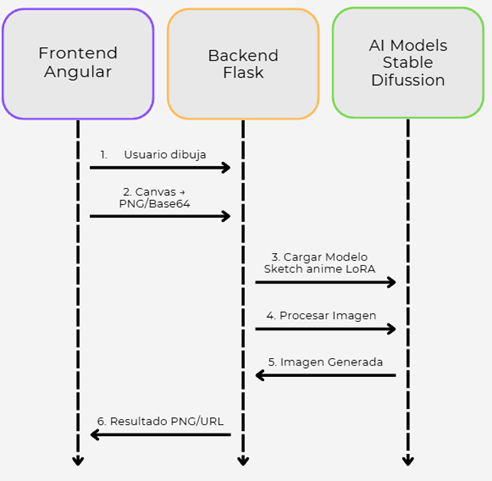 Frontend
Angular
Backend
Flask
AI Models
Stable
Difussion
1. Usuario dibuja
2. Canvas →
PNG/Base64
3. Cargar Modelo
Sketch anime LoRA
4. Procesar Imagen
5. Imagen Generada
6. Resultado PNG/URL